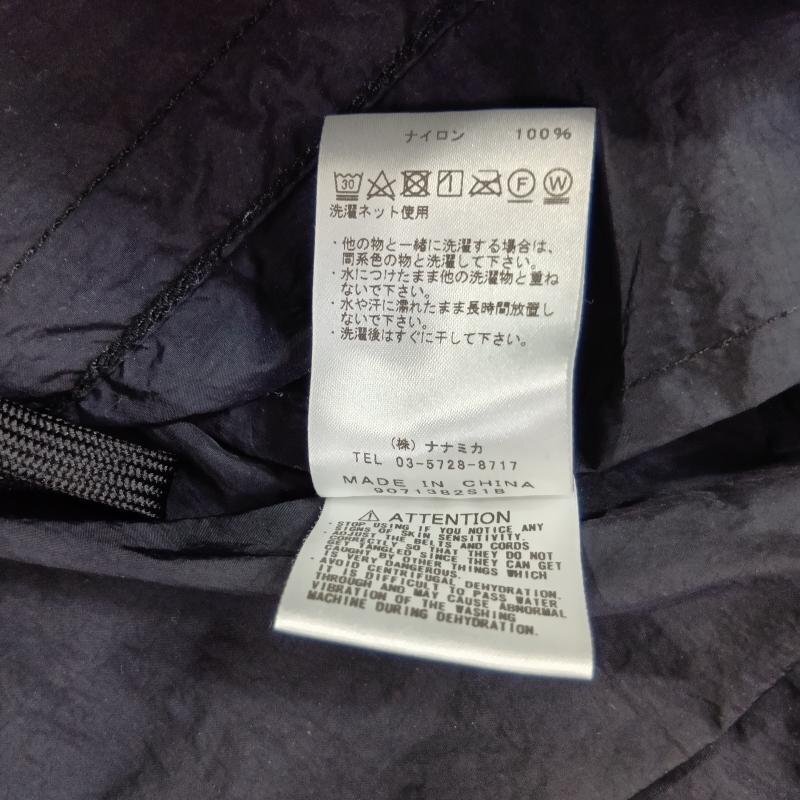 ナイロン 100%
30 1 F W
洗濯ネット使用
・他の物と一緒に洗濯する場合は、
同系色の物と洗濯して下さい。
・水につけたまま他の洗濯物と重ね
ないで下さい。
・水や汗に濡れたまま長時間放置し
ないで下さい。
・洗濯後はすぐに干して下さい。
(株) ナナミカ
TEL 03-5728-8717
MADE IN CHINA
9071382S1B
⚠ ATTENTION
・STOP USING IF YOU NOTICE ANY
SIGNS OF SKIN SENSITIVITY.
・ADJUST THE BELTS AND CORDS
CORRECTLY SO THAT THEY DO NOT
GET TANGLED SINCE THEY CAN GET
CAUGHT BY OTHER THINGS WHICH
IS VERY DANGEROUS.
・AVOID CENTRIFUGAL DEHYDRATION.
IT IS DIFFICULT TO PASS WATER
THROUGH AND MAY CAUSE ABNORMAL
VIBRATION OF THE WASHING
MACHINE DURING DEHYDRATION.